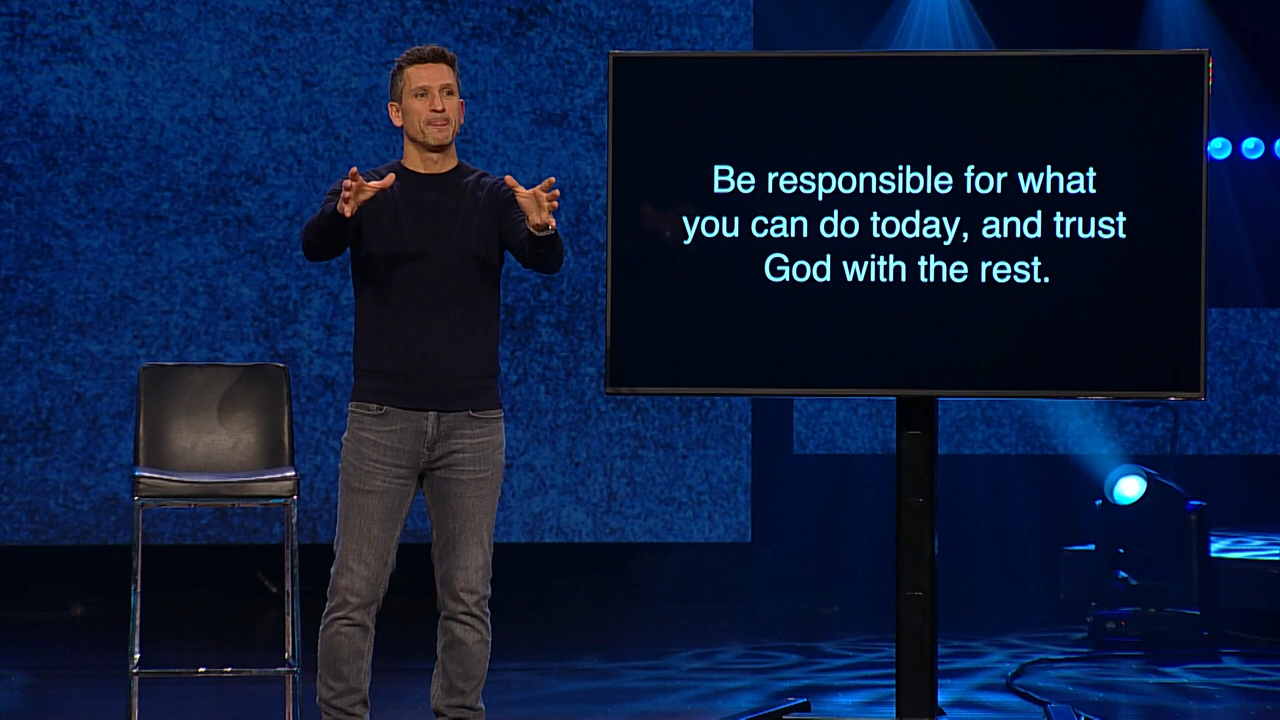 Be responsible for what
you can do today, and trust
God with the rest.